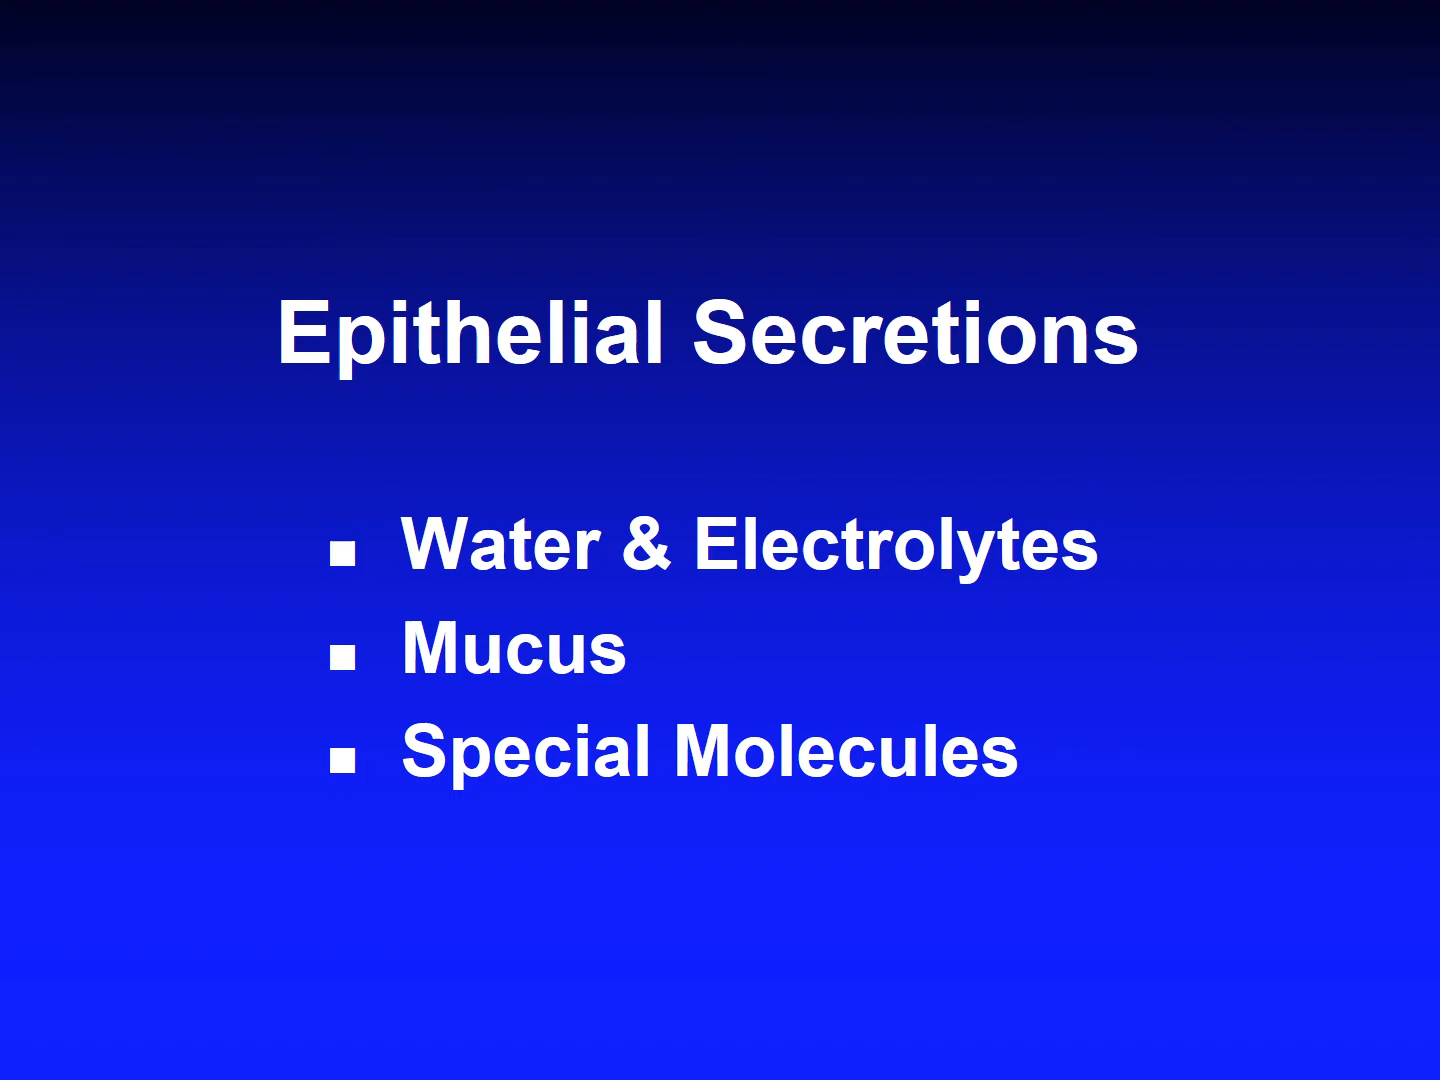 Epithelial Secretions
■ Water & Electrolytes
■ Mucus
■ Special Molecules